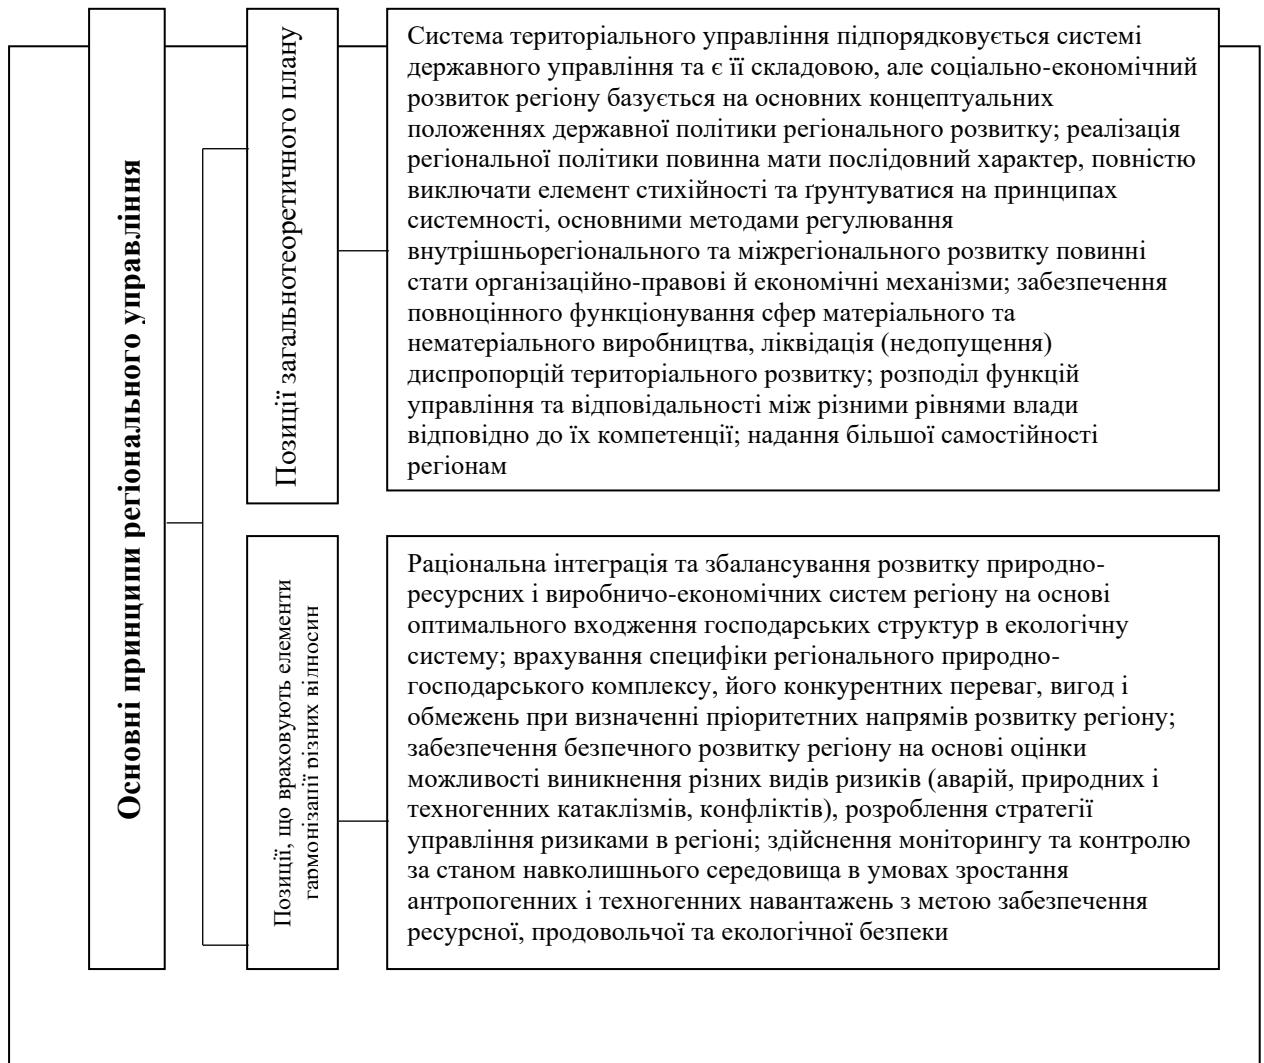 Основні принципи регіонального управління
Позиції загальнотеоретичного плану
Система територіального управління підпорядковується системі
державного управління та є її складовою, але соціально-економічний
розвиток регіону базується на основних концептуальних
положеннях державної політики регіонального розвитку; реалізація
регіональної політики повинна мати послідовний характер, повністю
виключати елемент стихійності та ґрунтуватися на принципах
системності, основними методами регулювання
внутрішньорегіонального та міжрегіонального розвитку повинні
стати організаційно-правові й економічні механізми; забезпечення
повноцінного функціонування сфер матеріального та
нематеріального виробництва, ліквідація (недопущення)
диспропорцій територіального розвитку; розподіл функцій
управління та відповідальності між різними рівнями влади
відповідно до їх компетенції; надання більшої самостійності
регіонам
Позиції, що враховують елементи
гармонізації різних відносин
Раціональна інтеграція та збалансування розвитку природно-
ресурсних і виробничо-економічних систем регіону на основі
оптимального входження господарських структур в екологічну
систему; врахування специфіки регіонального природно-
господарського комплексу, його конкурентних переваг, вигод і
обмежень при визначенні пріоритетних напрямів розвитку регіону;
забезпечення безпечного розвитку регіону на основі оцінки
можливості виникнення різних видів ризиків (аварій, природних і
техногенних катаклізмів, конфліктів), розроблення стратегії
управління ризиками в регіоні; здійснення моніторингу та контролю
за станом навколишнього середовища в умовах зростання
антропогенних і техногенних навантажень з метою забезпечення
ресурсної, продовольчої та екологічної безпеки